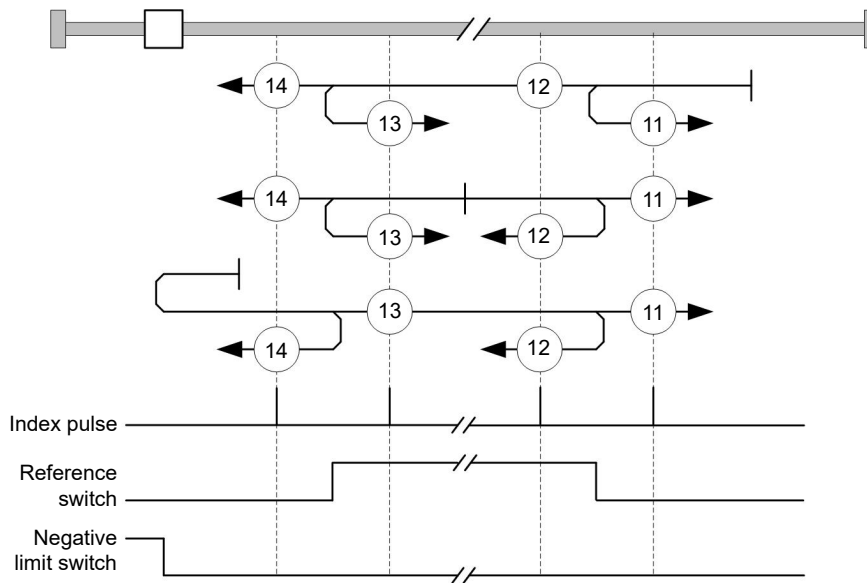 14
12
13
11
14
11
13
12
13
11
14
12
Index pulse
Reference
switch
Negative
limit switch